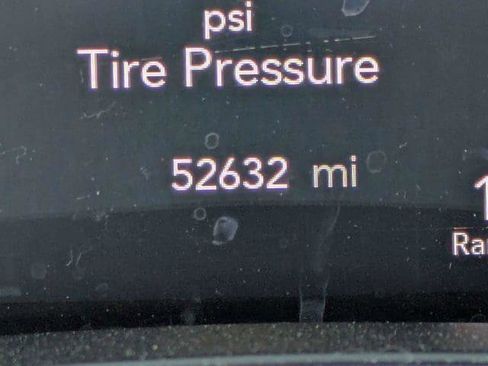 psi
Tire Pressure
52632 mi